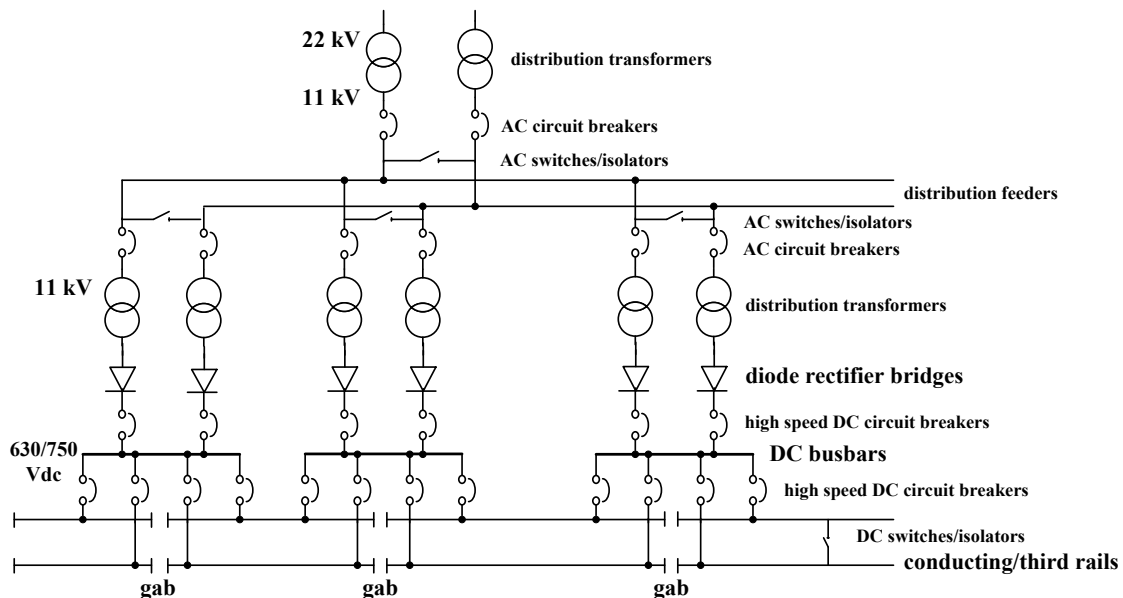 22 kV
distribution transformers
11 kV
AC circuit breakers
AC switches/isolators
distribution feeders
AC switches/isolators
AC circuit breakers
11 kV
distribution transformers
diode rectifier bridges
high speed DC circuit breakers
630/750
Vdc
DC busbars
high speed DC circuit breakers
DC switches/isolators
conducting/third rails
gab
gab
gab